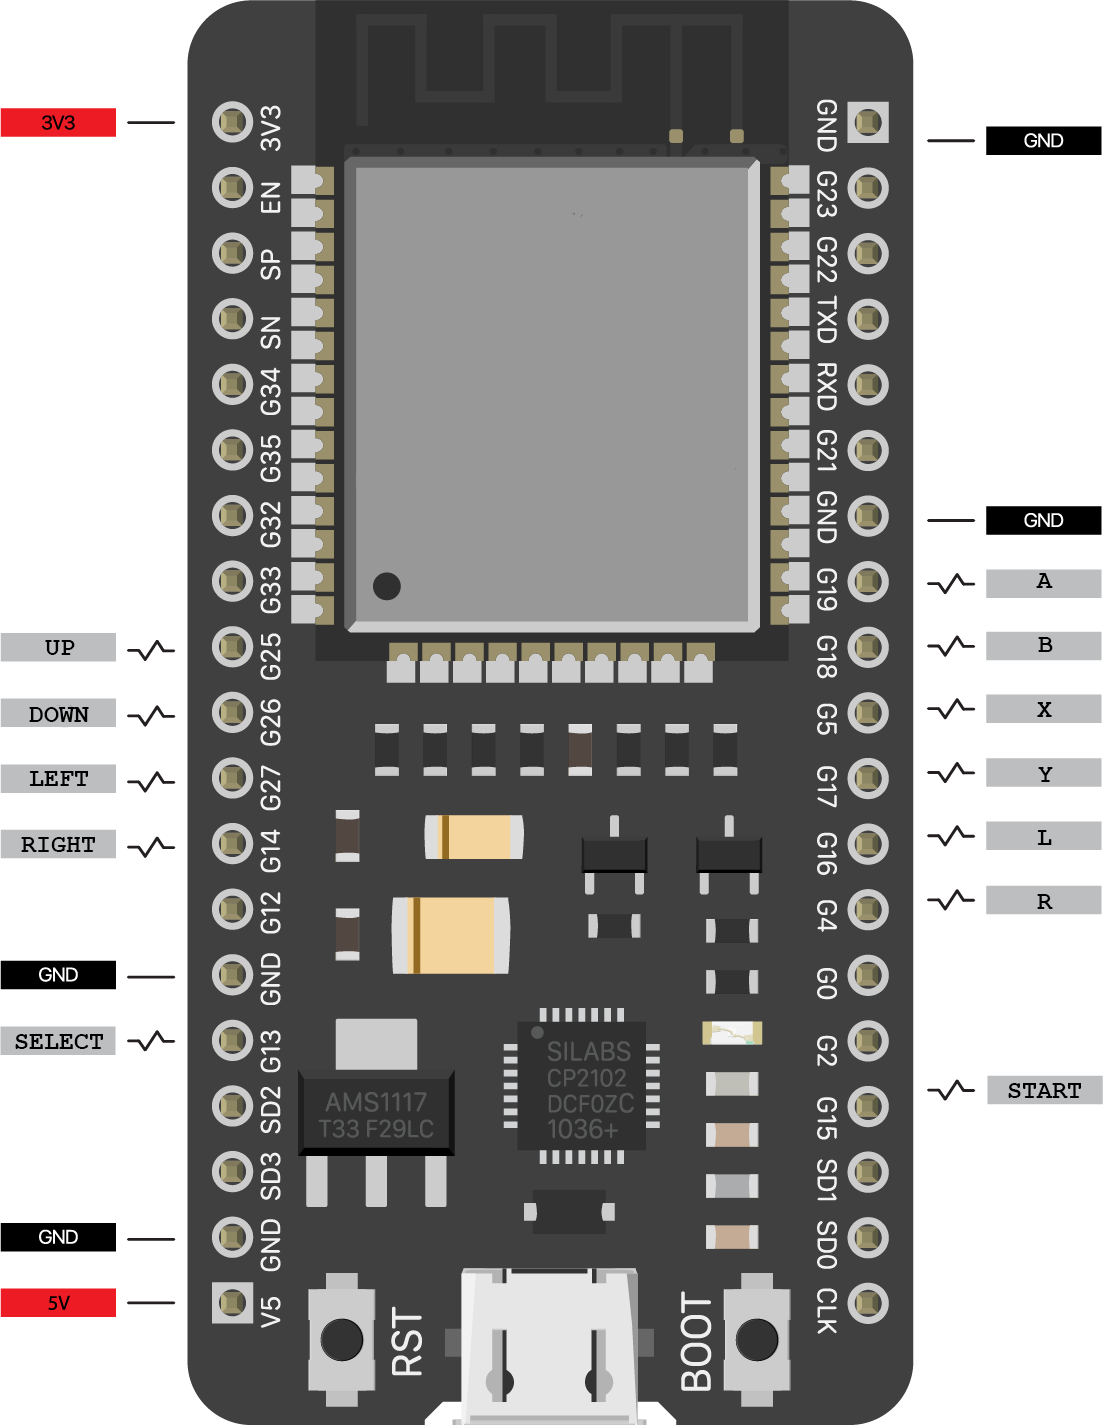 3V3
UP
DOWN
LEFT
RIGHT
GND
SELECT
GND
5V
3V3
EN
SP
SN
G34
G35
G32
G33
G25
G26
G27
G14
G12
GND
G13
SD2
SD3
GND
V5
AMS1117
T33 F29LC
SILABS
CP2102
DCF0ZC
1036+
RST
BOOT
GND
G23
G22
TXD
RXD
G21
GND
G19
G18
G5
G17
G16
G4
G0
G2
G15
SD1
SD0
CLK
GND
GND
A
B
X
Y
L
R
START